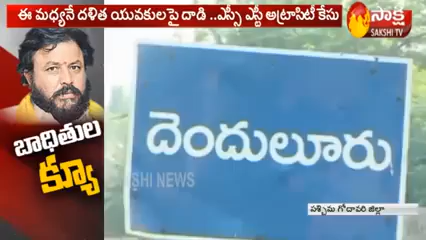 ఈ మధ్యనే దళిత యువకులపై దాడి ..ఎస్సీ ఎస్టీ అట్రాసిటీ కేసు
సాక్షి
SAKSHI TV
దెందులూరు
బాధితుల
క్యూ
SHI NEWS
పశ్చిమ గోదావరి జిల్లా